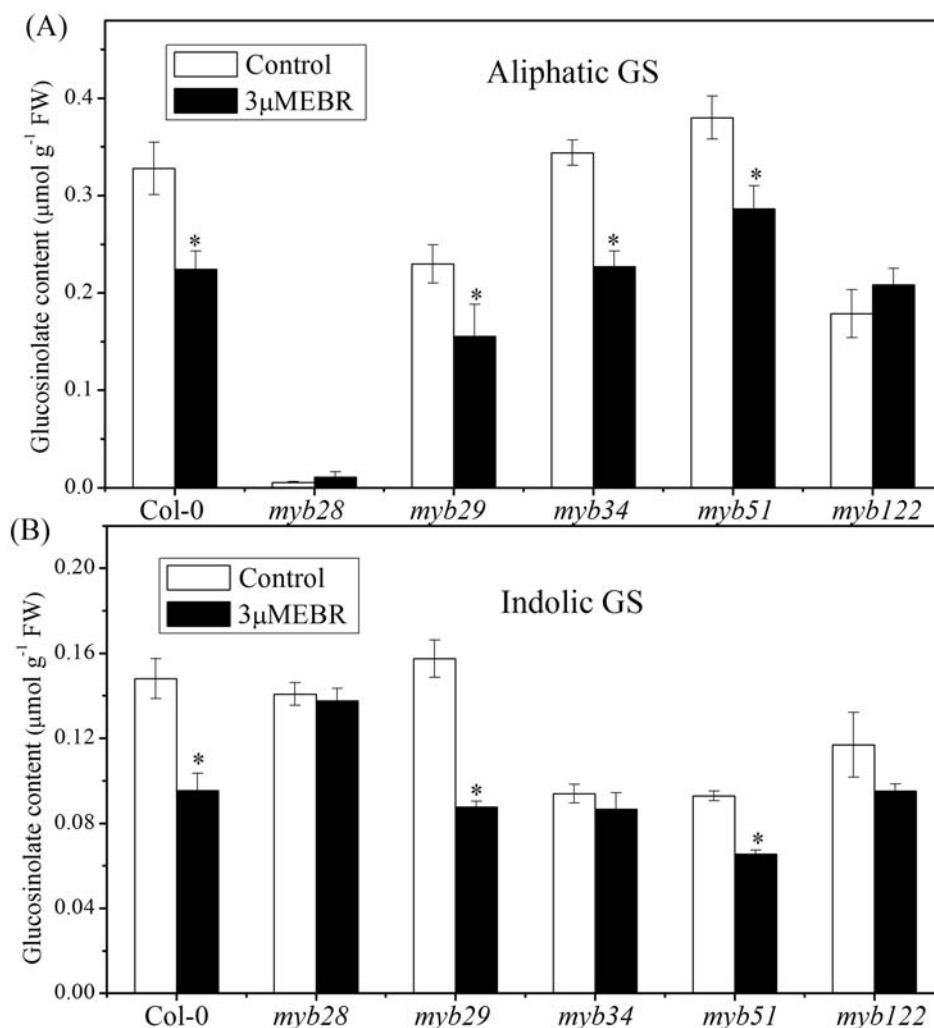 (A)
Control
3μMEBR
Aliphatic GS
Glucosinolate content (μmol g⁻¹ FW)
0.4
0.3
0.2
0.1
0.0
*
*
*
*
Col-0 myb28 myb29 myb34 myb51 myb122
(B)
Control
3μMEBR
Indolic GS
Glucosinolate content (μmol g⁻¹ FW)
0.20
0.16
0.12
0.08
0.04
0.00
*
*
*
Col-0 myb28 myb29 myb34 myb51 myb122